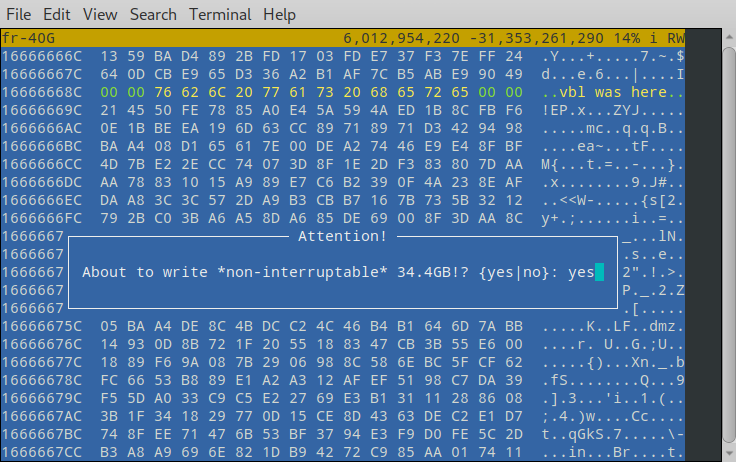 File Edit View Search Terminal Help
fr-40G 6,012,954,220 -31,353,261,290 14% i RW
16666666C 13 59 BA D4 89 2B FD 17 03 FD E7 37 F3 7E FF 24 .Y...+.....7.~.$
16666667C 64 0D CB E9 65 D3 36 A2 B1 AF 7C B5 AB E9 90 49 d...e.6...|....I
16666668C 00 00 76 62 6C 20 77 61 73 20 68 65 72 65 00 00 ..vbl was here..
16666669C 21 45 50 FE 78 85 A0 E4 5A 59 4A ED 1B 8C FB F6 !EP.x...ZYJ.....
1666666AC 0E 1B BE EA 19 6D 63 CC 89 71 89 71 D3 42 94 98 .....mc..q.q.B..
1666666BC BA A4 08 D1 65 61 7E 00 DE A2 74 46 E9 E4 8F BF ....ea~...tF....
1666666CC 4D 7B E2 2E CC 74 07 3D 8F 1E 2D F3 83 80 7D AA M{...t.=..-...}.
1666666DC AA 78 83 10 15 A9 89 E7 C6 B2 39 0F 4A 23 8E AF .x........9.J#..
1666666EC DA A8 3C 3C 57 2D A9 B3 CB B7 16 7B 73 5B 32 12 ..<<W-.....{s[2.
1666666FC 79 2B C0 3B A6 A5 8D A6 85 DE 69 00 8F 3D AA 8C y+.;......i..=..
1666667 Attention! _...lN.
1666667 .s..e..
1666667 About to write *non-interruptable* 34.4GB!? {yes|no}: yes 2".!.>.
1666667 P._.2.Z
1666667 .[.....
16666675C 05 BA A4 DE 8C 4B DC C2 4C 46 B4 B1 64 6D 7A BB .....K..LF..dmz.
16666676C 14 93 0D 8B 72 1F 20 55 18 83 47 CB 3B 55 E6 00 ....r. U..G.;U..
16666677C 18 89 F6 9A 08 7B 29 06 98 8C 58 6E BC 5F CF 62 .....{)...Xn._.b
16666678C FC 66 53 B8 89 E1 A2 A3 12 AF EF 51 98 C7 DA 39 .fS........Q...9
16666679C F5 5D A0 33 C9 C5 E2 27 69 E3 B1 31 11 28 86 08 .].3...'i..1.(..
1666667AC 3B 1F 34 18 29 77 0D 15 CE 8D 43 63 DE C2 E1 D7 ;.4.)w....Cc....
1666667BC 74 8F EE 71 47 6B 53 BF 37 94 E3 F9 D0 FE 5C 2D t..qGkS.7.....\-
1666667CC B3 A8 A9 69 6E 82 1D B9 42 72 C9 85 AA 01 74 11 ...in...Br....t.